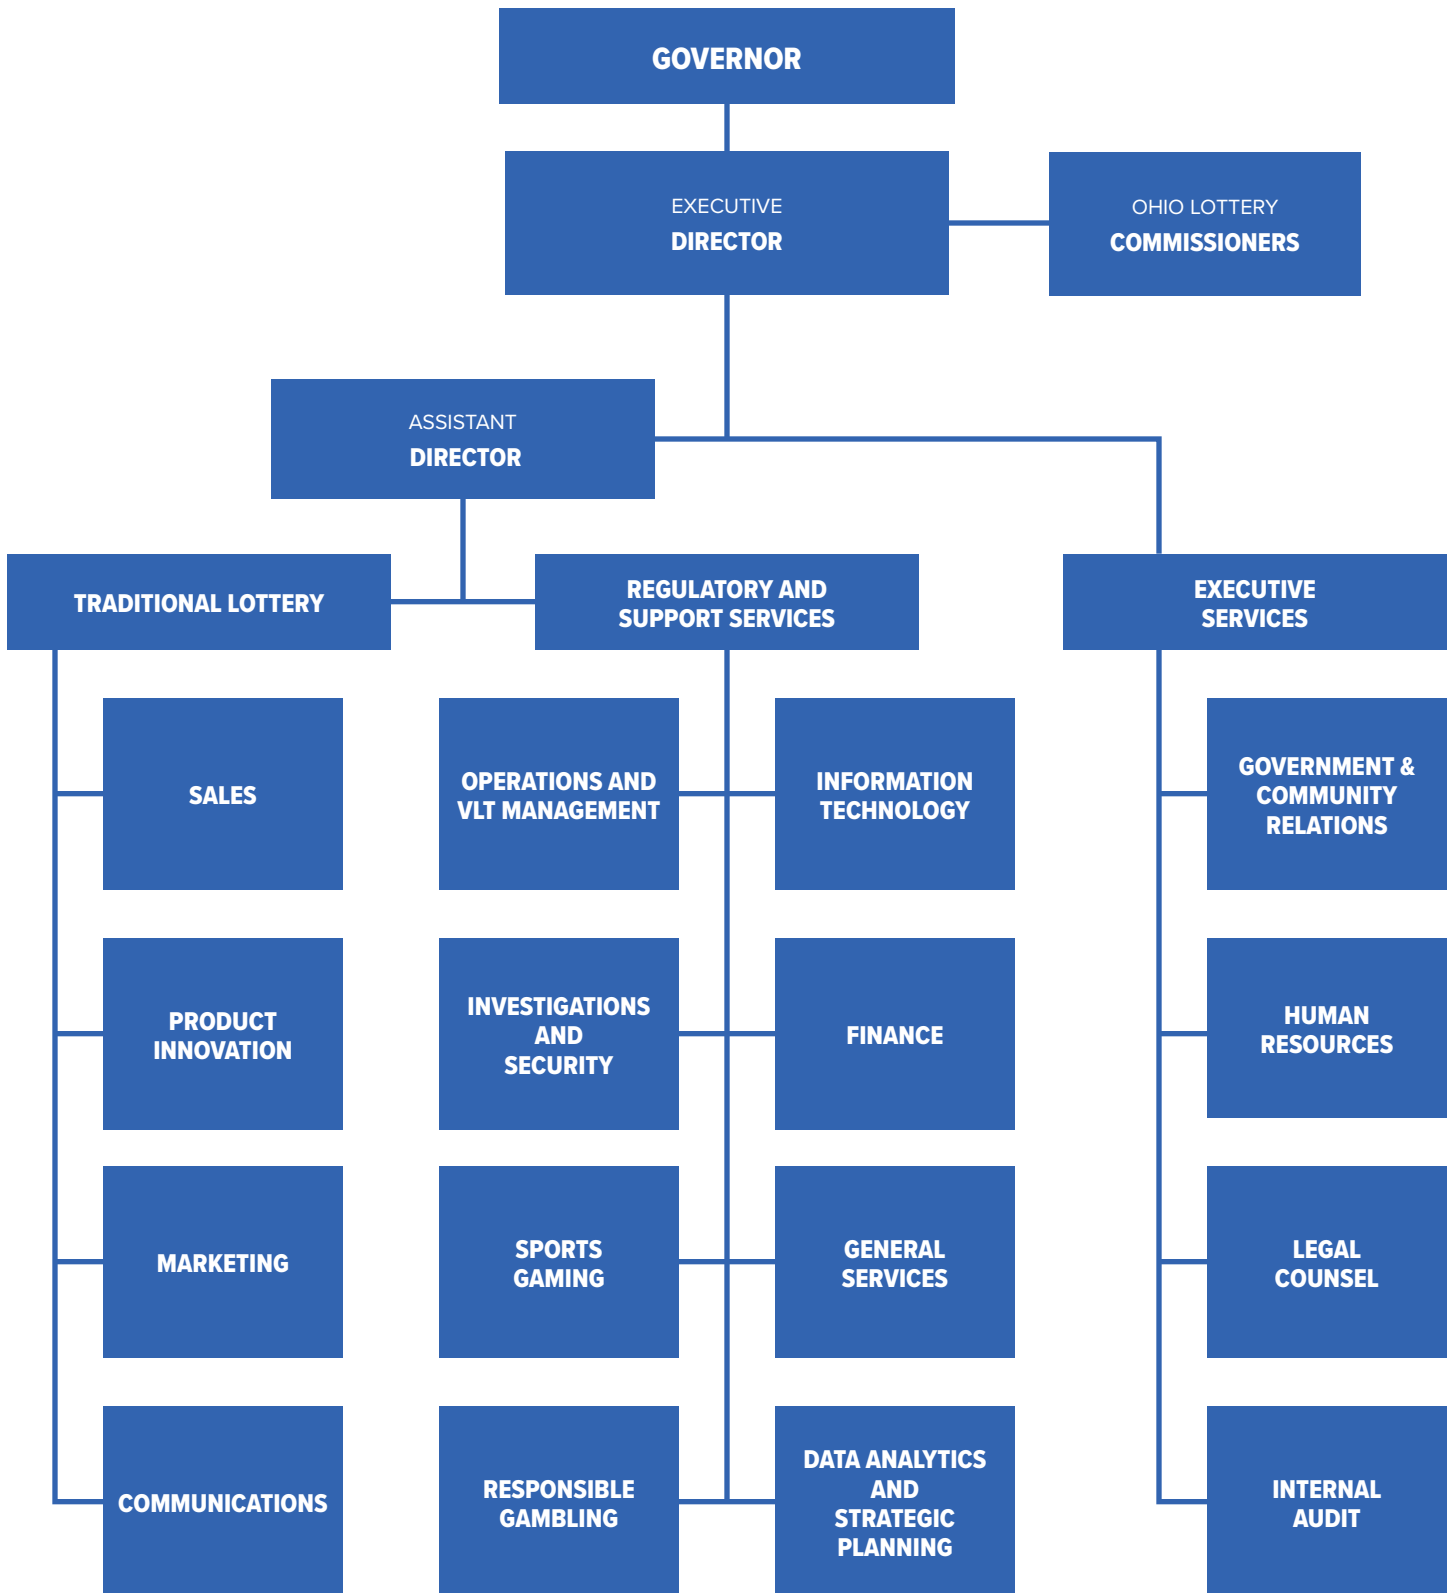 GOVERNOR
EXECUTIVE
DIRECTOR
OHIO LOTTERY
COMMISSIONERS
ASSISTANT
DIRECTOR
TRADITIONAL LOTTERY
REGULATORY AND
SUPPORT SERVICES
EXECUTIVE
SERVICES
SALES
OPERATIONS AND
VLT MANAGEMENT
INFORMATION
TECHNOLOGY
GOVERNMENT &
COMMUNITY
RELATIONS
PRODUCT
INNOVATION
INVESTIGATIONS
AND
SECURITY
FINANCE
HUMAN
RESOURCES
MARKETING
SPORTS
GAMING
GENERAL
SERVICES
LEGAL
COUNSEL
COMMUNICATIONS
RESPONSIBLE
GAMBLING
DATA ANALYTICS
AND
STRATEGIC
PLANNING
INTERNAL
AUDIT